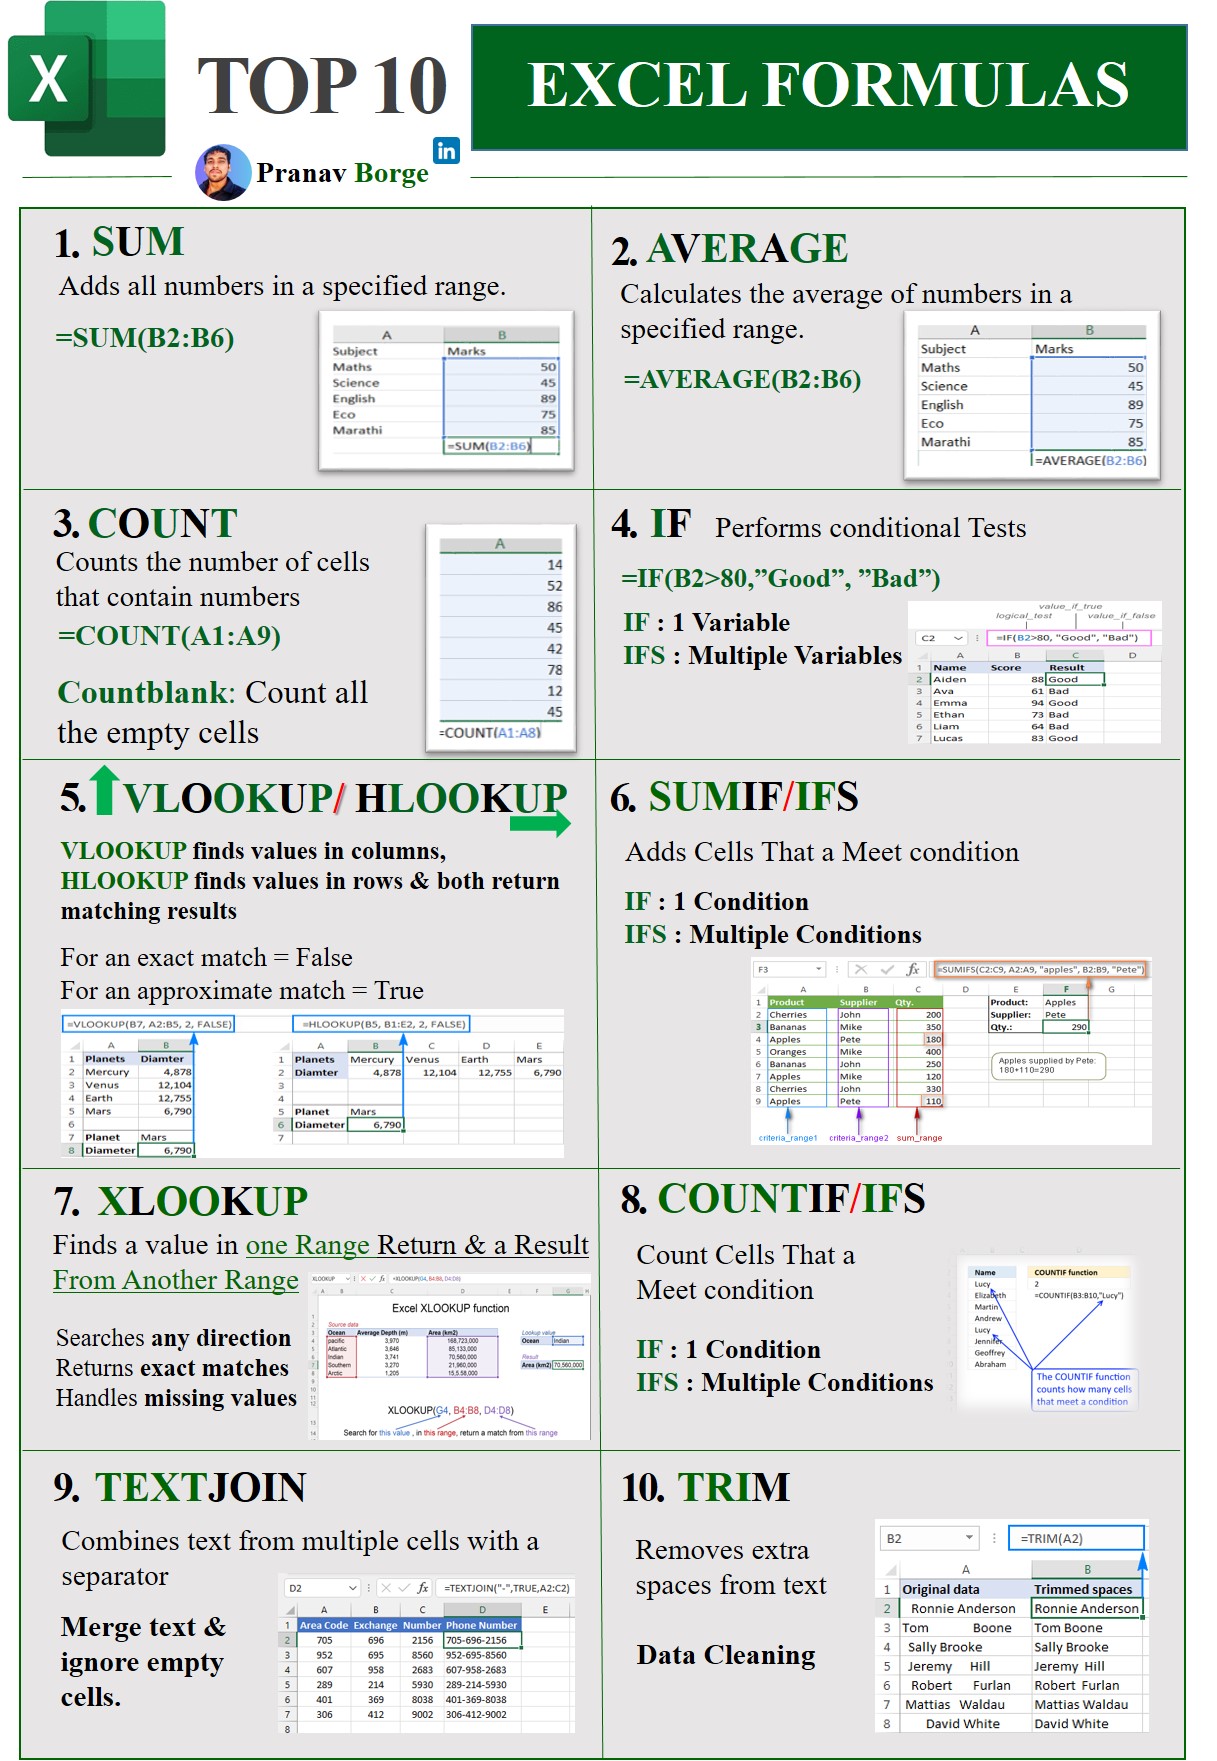 X
TOP 10
EXCEL FORMULAS
in
Pranav Borge
1. SUM
Adds all numbers in a specified range.
=SUM(B2:B6)
A B
Subject Marks
Maths 50
Science 45
English 89
Eco 75
Marathi 85
=SUM(B2:B6)
2. AVERAGE
Calculates the average of numbers in a
specified range.
=AVERAGE(B2:B6)
A B
Subject Marks
Maths 50
Science 45
English 89
Eco 75
Marathi 85
=AVERAGE(B2:B6)
3. COUNT
Counts the number of cells
that contain numbers
=COUNT(A1:A9)
Countblank: Count all
the empty cells
A
14
52
86
45
42
78
12
45
=COUNT(A1:A8)
4. IF Performs conditional Tests
=IF(B2>80,”Good”, ”Bad”)
IF : 1 Variable
IFS : Multiple Variables
value_if_true
logical_test value_if_false
C2 =IF(B2>80, "Good", "Bad")
A B C D
1 Name Score Result
2 Aiden 88 Good
3 Ava 61 Bad
4 Emma 94 Good
5 Ethan 73 Bad
6 Liam 64 Bad
7 Lucas 83 Good
5. VLOOKUP/ HLOOKUP
VLOOKUP finds values in columns,
HLOOKUP finds values in rows & both return
matching results
For an exact match = False
For an approximate match = True
=VLOOKUP(B7, A2:B5, 2, FALSE)
A B
1 Planets Diamter
2 Mercury 4,878
3 Venus 12,104
4 Earth 12,755
5 Mars 6,790
6
7 Planet Mars
8 Diameter 6,790
=HLOOKUP(B5, B1:E2, 2, FALSE)
A B C D E
1 Planets Mercury Venus Earth Mars
2 Diamter 4,878 12,104 12,755 6,790
3
4
5 Planet Mars
6 Diameter 6,790
7
6. SUMIF/IFS
Adds Cells That a Meet condition
IF : 1 Condition
IFS : Multiple Conditions
F3 fx =SUMIFS(C2:C9, A2:A9, "apples", B2:B9, "Pete")
A B C D E F G
1 Product Supplier Qty. Product: Apples
2 Cherries John 200 Supplier: Pete
3 Bananas Mike 350 Qty.: 290
4 Apples Pete 180
5 Oranges Mike 400
6 Bananas John 250
7 Apples Mike 120
8 Cherries John 330
9 Apples Pete 110
Apples supplied by Pete:
180+110=290
criteria_range1 criteria_range2 sum_range
7. XLOOKUP
Finds a value in one Range Return & a Result
From Another Range
Searches any direction
Returns exact matches
Handles missing values
XLOOKUP fx =XLOOKUP(G4, B4:B8, D4:D8)
Excel XLOOKUP function
Source data
Ocean Average Depth (m) Area (km2)
pacific 3,970 168,723,000
Atlantic 3,646 85,133,000
Indian 3,741 70,560,000
Southern 3,270 21,960,000
Arctic 1,205 15,5.58,000
Lookup value
Ocean Indian
Result
Area (km2) 70,560,000
XLOOKUP(G4, B4:B8, D4:D8)
Search for this value , in this range, return a match from this range
8. COUNTIF/IFS
Count Cells That a
Meet condition
IF : 1 Condition
IFS : Multiple Conditions
Name COUNTIF function
Lucy 2
Elizabeth =COUNTIF(B3:B10,"Lucy")
Martin
Andrew
Lucy
Jennifer
Geoffrey
Abraham
The COUNTIF function
counts how many cells
that meet a condition
9. TEXTJOIN
Combines text from multiple cells with a
separator
Merge text &
ignore empty
cells.
D2 fx =TEXTJOIN("-",TRUE,A2:C2)
A B C D E
1 Area Code Exchange Number Phone Number
2 705 696 2156 705-696-2156
3 952 695 8560 952-695-8560
4 607 958 2683 607-958-2683
5 289 214 5930 289-214-5930
6 401 369 8038 401-369-8038
7 306 412 9002 306-412-9002
8
10. TRIM
Removes extra
spaces from text
Data Cleaning
B2 =TRIM(A2)
A B
1 Original data Trimmed spaces
2 Ronnie Anderson Ronnie Anderson
3 Tom Boone Tom Boone
4 Sally Brooke Sally Brooke
5 Jeremy Hill Jeremy Hill
6 Robert Furlan Robert Furlan
7 Mattias Waldau Mattias Waldau
8 David White David White